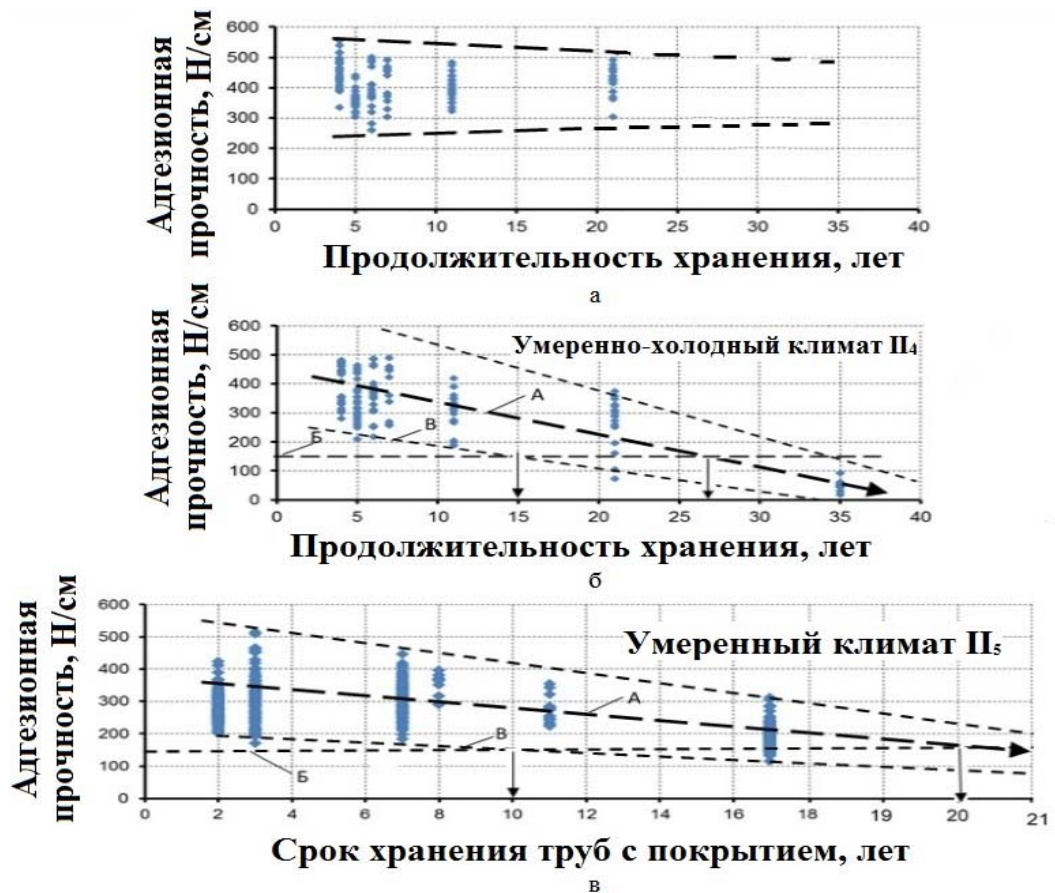 Адгезионная
прочность, Н/см
600
500
400
300
200
100
0
0 5 10 15 20 25 30 35 40
Продолжительность хранения, лет
а
Адгезионная
прочность, Н/см
600
500
400
300
200
100
0
Умеренно-холодный климат II₄
А
В
Б
0 5 10 15 20 25 30 35 40
Продолжительность хранения, лет
б
Адгезионная
прочность, Н/см
600
500
400
300
200
100
0
Умеренный климат II₅
А
В
Б
0 2 4 6 8 10 12 14 16 18 19 20 21
Срок хранения труб с покрытием, лет
в